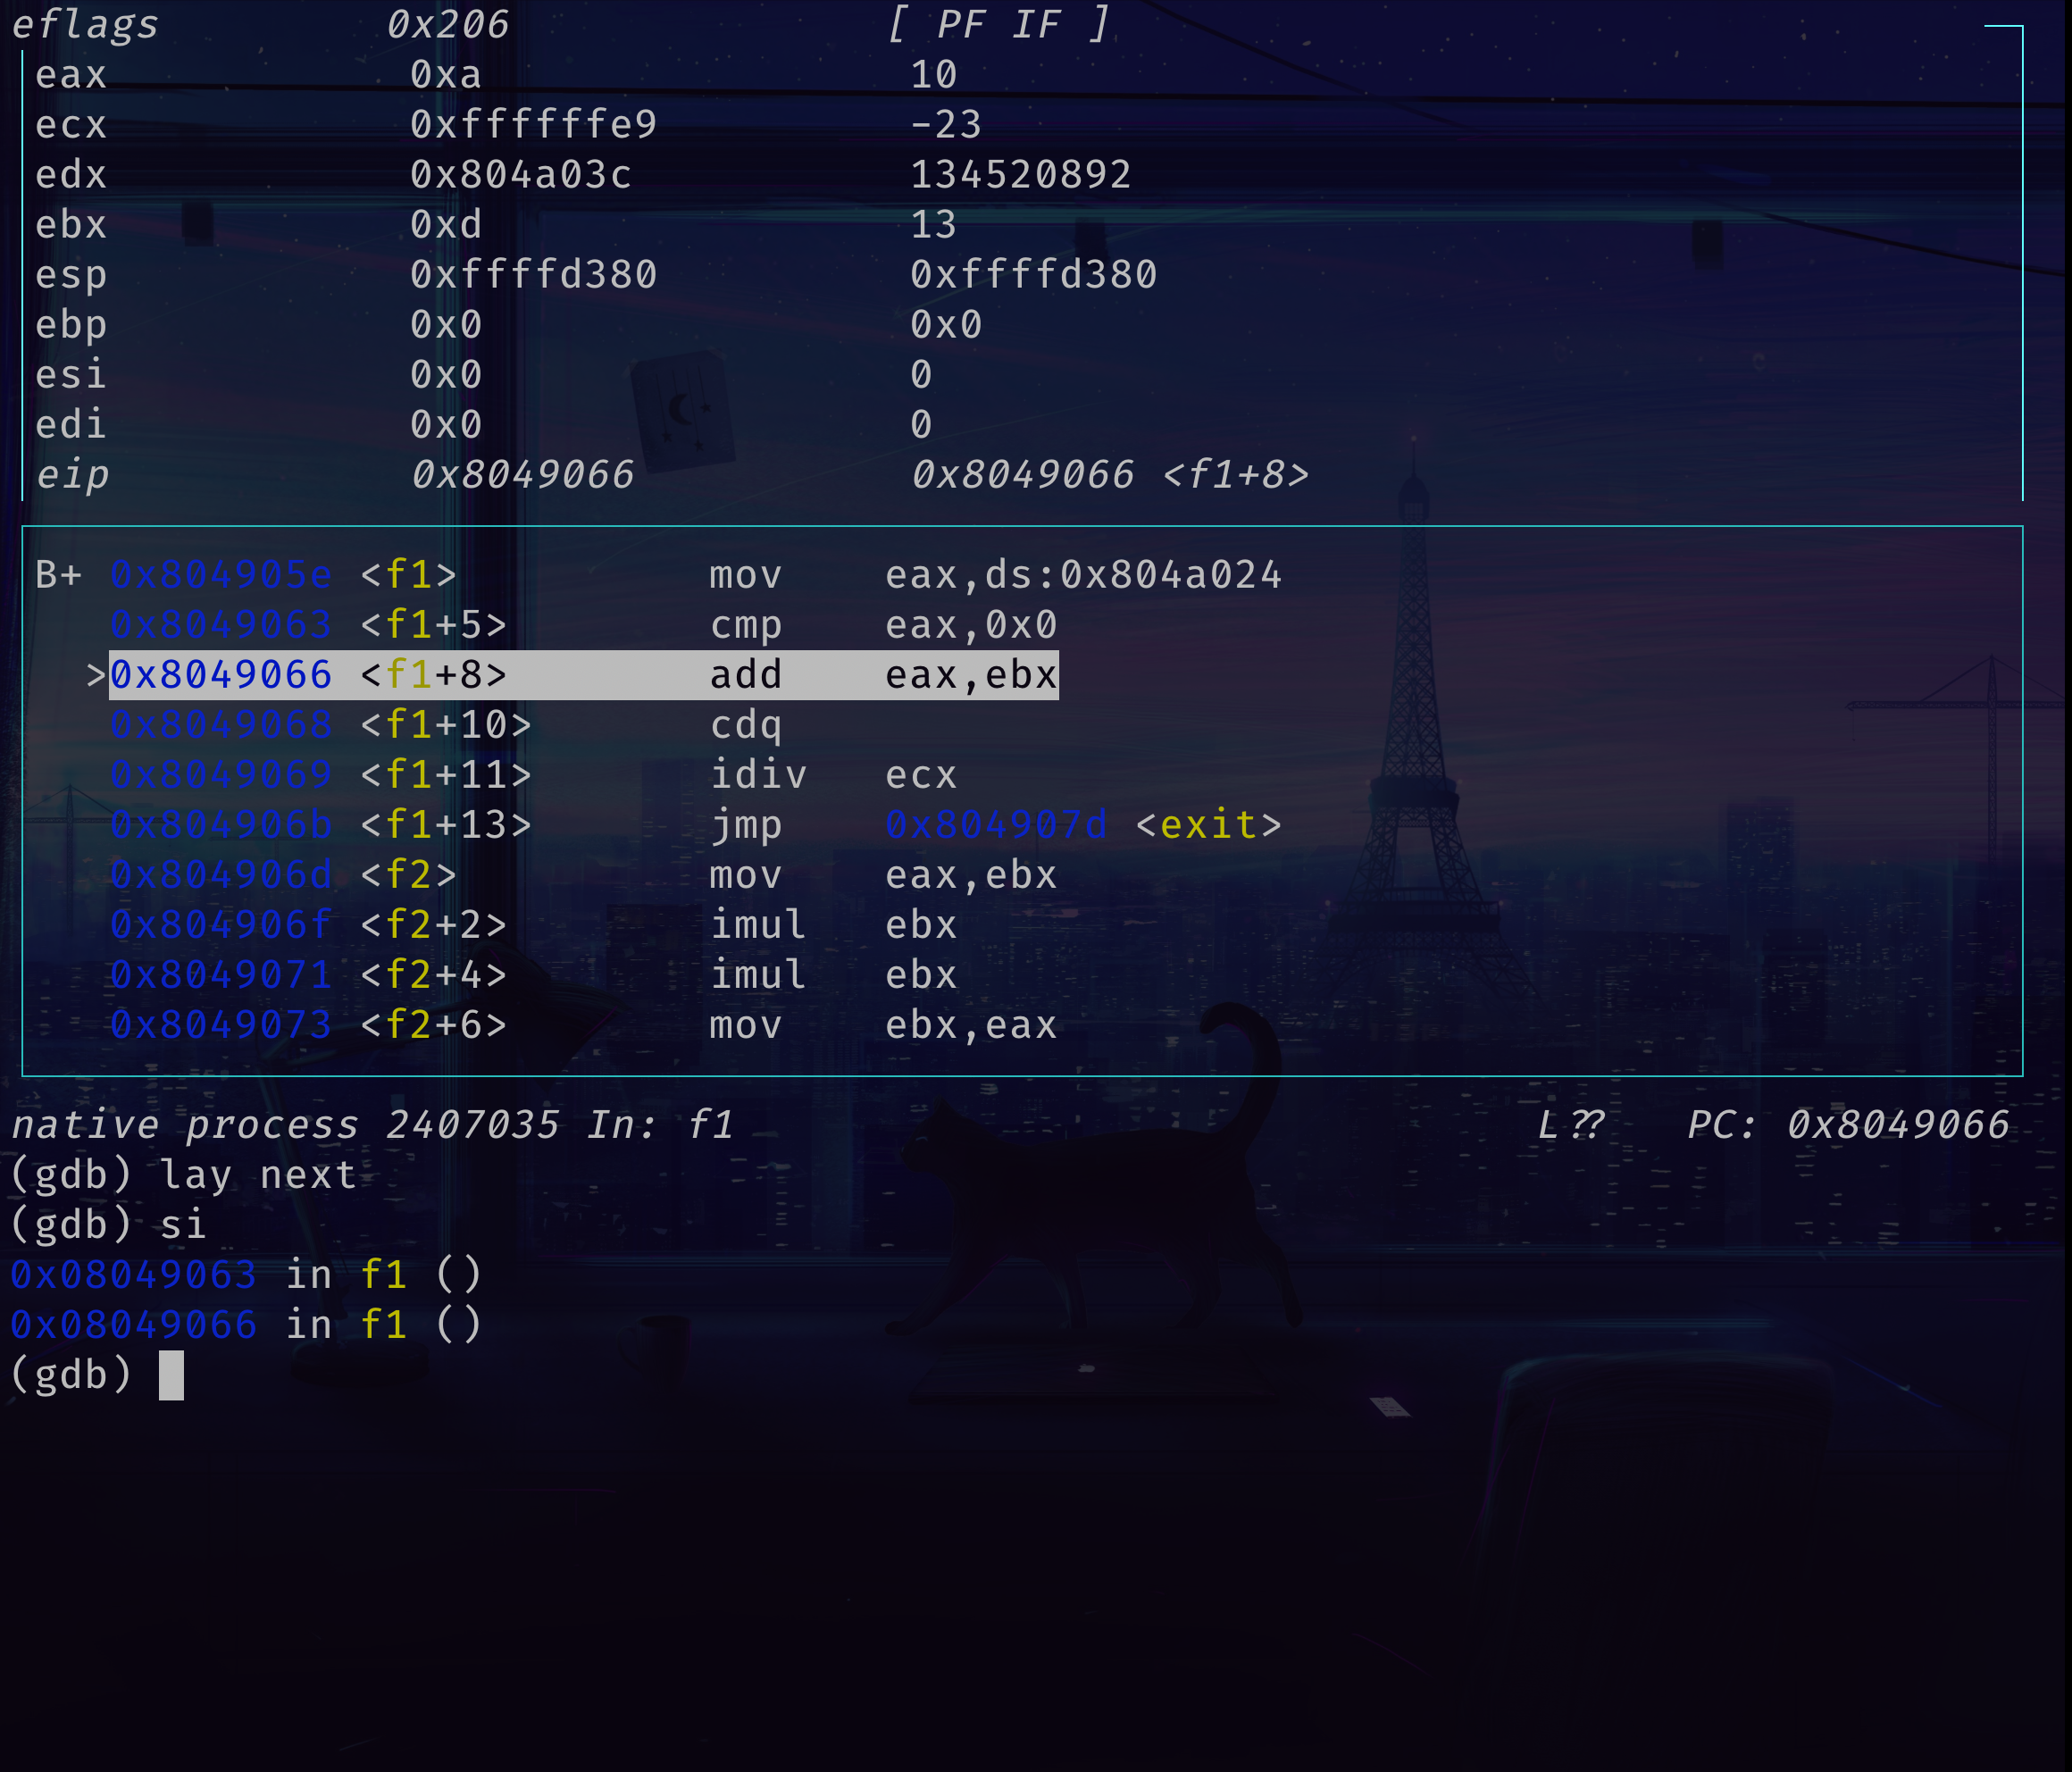 eflags 0x206 [ PF IF ]
eax 0xa 10
ecx 0xffffffe9 -23
edx 0x804a03c 134520892
ebx 0xd 13
esp 0xffffd380 0xffffd380
ebp 0x0 0x0
esi 0x0 0
edi 0x0 0
eip 0x8049066 0x8049066 <f1+8>
B+ 0x804905e <f1> mov eax,ds:0x804a024
0x8049063 <f1+5> cmp eax,0x0
>0x8049066 <f1+8> add eax,ebx
0x8049068 <f1+10> cdq
0x8049069 <f1+11> idiv ecx
0x804906b <f1+13> jmp 0x804907d <exit>
0x804906d <f2> mov eax,ebx
0x804906f <f2+2> imul ebx
0x8049071 <f2+4> imul ebx
0x8049073 <f2+6> mov ebx,eax
native process 2407035 In: f1 L?? PC: 0x8049066
(gdb) lay next
(gdb) si
0x08049063 in f1 ()
0x08049066 in f1 ()
(gdb)